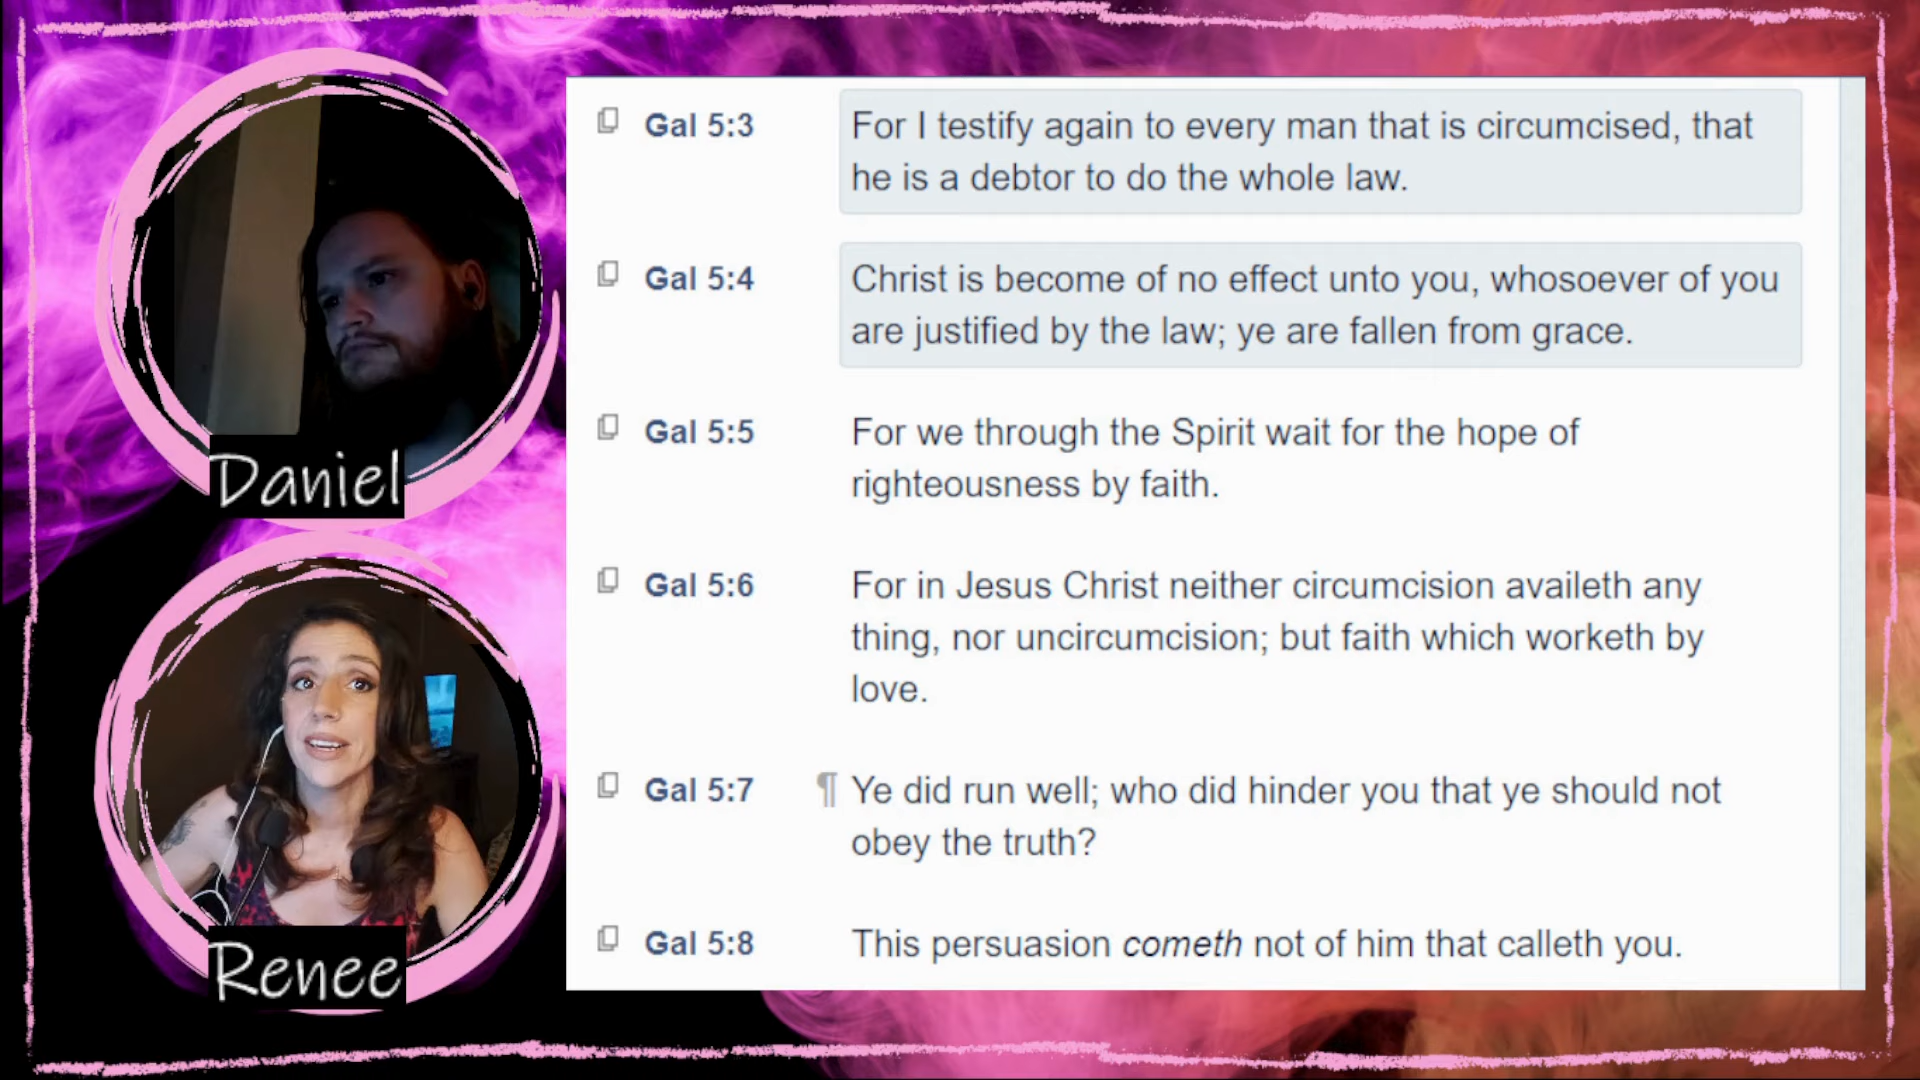 Daniel
Renee
Gal 5:3 For I testify again to every man that is circumcised, that
he is a debtor to do the whole law.
Gal 5:4 Christ is become of no effect unto you, whosoever of you
are justified by the law; ye are fallen from grace.
Gal 5:5 For we through the Spirit wait for the hope of
righteousness by faith.
Gal 5:6 For in Jesus Christ neither circumcision availeth any
thing, nor uncircumcision; but faith which worketh by
love.
Gal 5:7 ¶ Ye did run well; who did hinder you that ye should not
obey the truth?
Gal 5:8 This persuasion cometh not of him that calleth you.